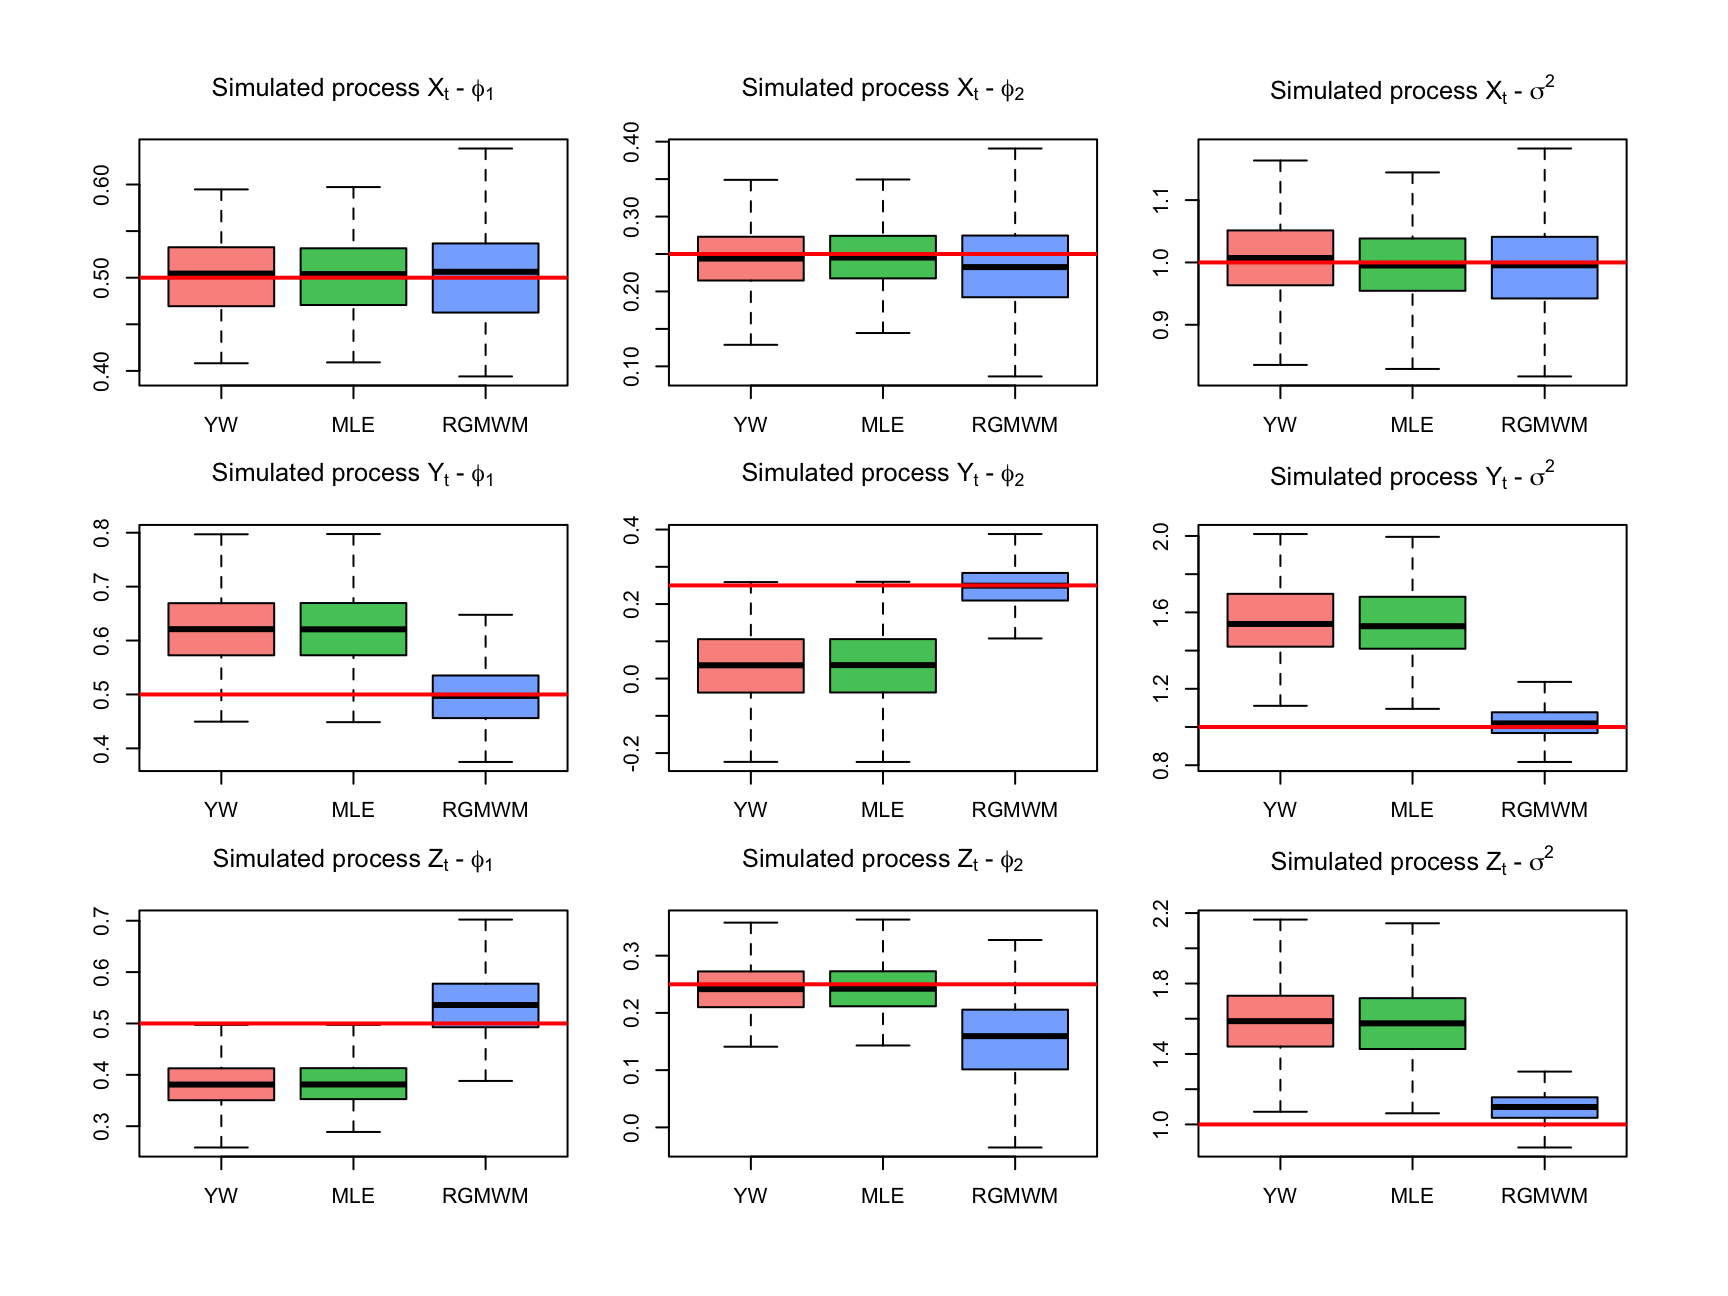 Simulated process Xt - ϕ1
Simulated process Xt - ϕ2
Simulated process Xt - σ2
0.40 0.50 0.60
0.10 0.20 0.30 0.40
0.9 1.0 1.1
YW MLE RGMWM
YW MLE RGMWM
YW MLE RGMWM
Simulated process Yt - ϕ1
Simulated process Yt - ϕ2
Simulated process Yt - σ2
0.4 0.5 0.6 0.7 0.8
-0.2 0.0 0.2 0.4
0.8 1.2 1.6 2.0
YW MLE RGMWM
YW MLE RGMWM
YW MLE RGMWM
Simulated process Zt - ϕ1
Simulated process Zt - ϕ2
Simulated process Zt - σ2
0.3 0.4 0.5 0.6 0.7
0.0 0.1 0.2 0.3
1.0 1.4 1.8 2.2
YW MLE RGMWM
YW MLE RGMWM
YW MLE RGMWM